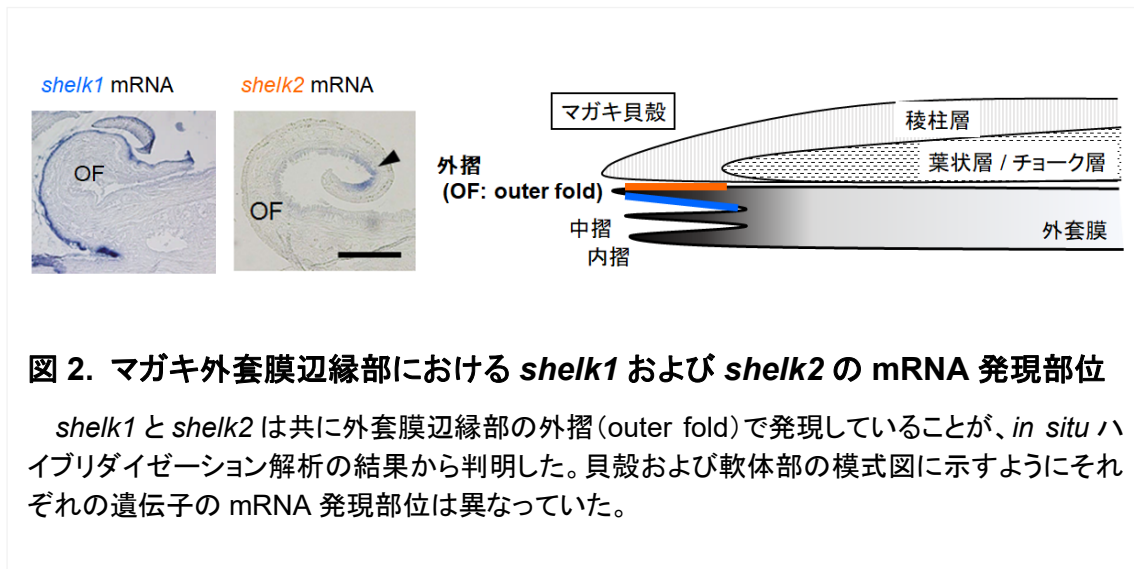 shelk1 mRNA
shelk2 mRNA
OF
OF
マガキ貝殻
稜柱層
葉状層 / チョーク層
外摺
(OF: outer fold)
中摺
内摺
外套膜
図 2. マガキ外套膜辺縁部における shelk1 および shelk2 の mRNA 発現部位
shelk1 と shelk2 は共に外套膜辺縁部の外摺(outer fold)で発現していることが、in situ ハ
イブリダイゼーション解析の結果から判明した。貝殻および軟体部の模式図に示すようにそれ
ぞれの遺伝子の mRNA 発現部位は異なっていた。